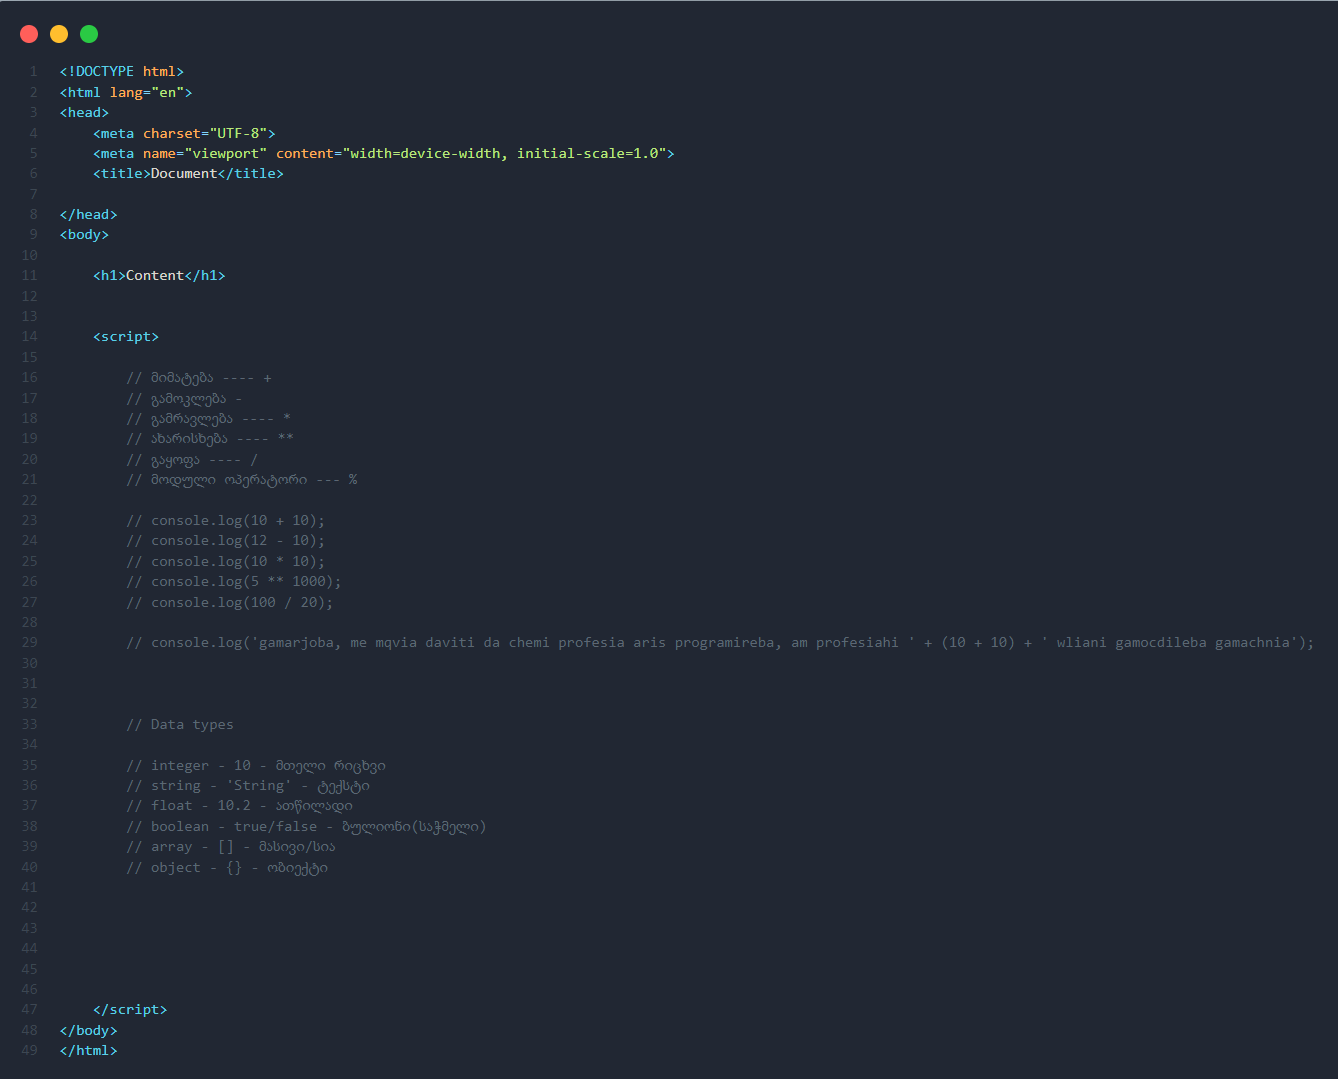 1 <!DOCTYPE html>
2 <html lang="en">
3 <head>
4     <meta charset="UTF-8">
5     <meta name="viewport" content="width=device-width, initial-scale=1.0">
6     <title>Document</title>
7
8 </head>
9 <body>
10
11     <h1>Content</h1>
12
13
14     <script>
15
16         // მიმატება ---- +
17         // გამოკლება -
18         // გამრავლება ---- *
19         // ახარისხება ---- **
20         // გაყოფა ---- /
21         // მოდული ოპერატორი --- %
22
23         // console.log(10 + 10);
24         // console.log(12 - 10);
25         // console.log(10 * 10);
26         // console.log(5 ** 1000);
27         // console.log(100 / 20);
28
29         // console.log('gamarjoba, me mqvia daviti da chemi profesia aris programireba, am profesiahi ' + (10 + 10) + ' wliani gamocdileba gamachnia');
30
31
32
33         // Data types
34
35         // integer - 10 - მთელი რიცხვი
36         // string - 'String' - ტექსტი
37         // float - 10.2 - ათწილადი
38         // boolean - true/false - ბულიონი(საჭმელი)
39         // array - [] - მასივი/სია
40         // object - {} - ობიექტი
41
42
43
44
45
46
47     </script>
48 </body>
49 </html>